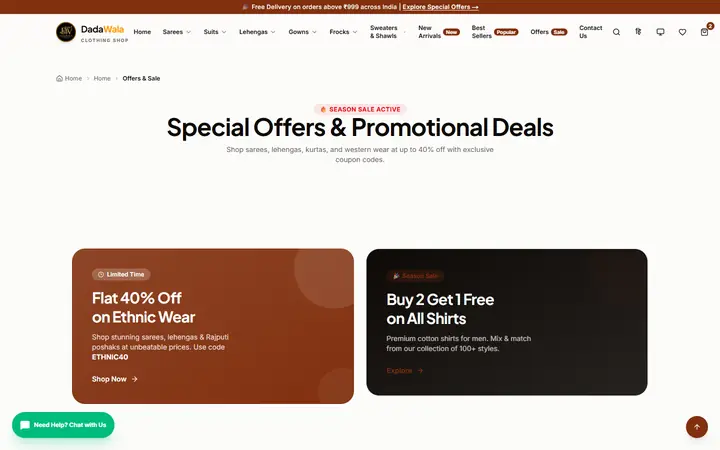 🎉 Free Delivery on orders above ₹999 across India | Explore Special Offers →
DadaWala
CLOTHING SHOP
Home
Sarees
Suits
Lehengas
Gowns
Frocks
Sweaters
& Shawls
New
Arrivals
New
Best
Sellers
Popular
Offers
Sale
Contact
Us
हि
2
Home > Home > Offers & Sale
🔥 SEASON SALE ACTIVE
Special Offers & Promotional Deals
Shop sarees, lehengas, kurtas, and western wear at up to 40% off with exclusive
coupon codes.
Limited Time
Flat 40% Off
on Ethnic Wear
Shop stunning sarees, lehengas & Rajputi
poshaks at unbeatable prices. Use code
ETHNIC40
Shop Now →
🎉 Season Sale
Buy 2 Get 1 Free
on All Shirts
Premium cotton shirts for men. Mix & match
from our collection of 100+ styles.
Explore →
Need Help? Chat with Us